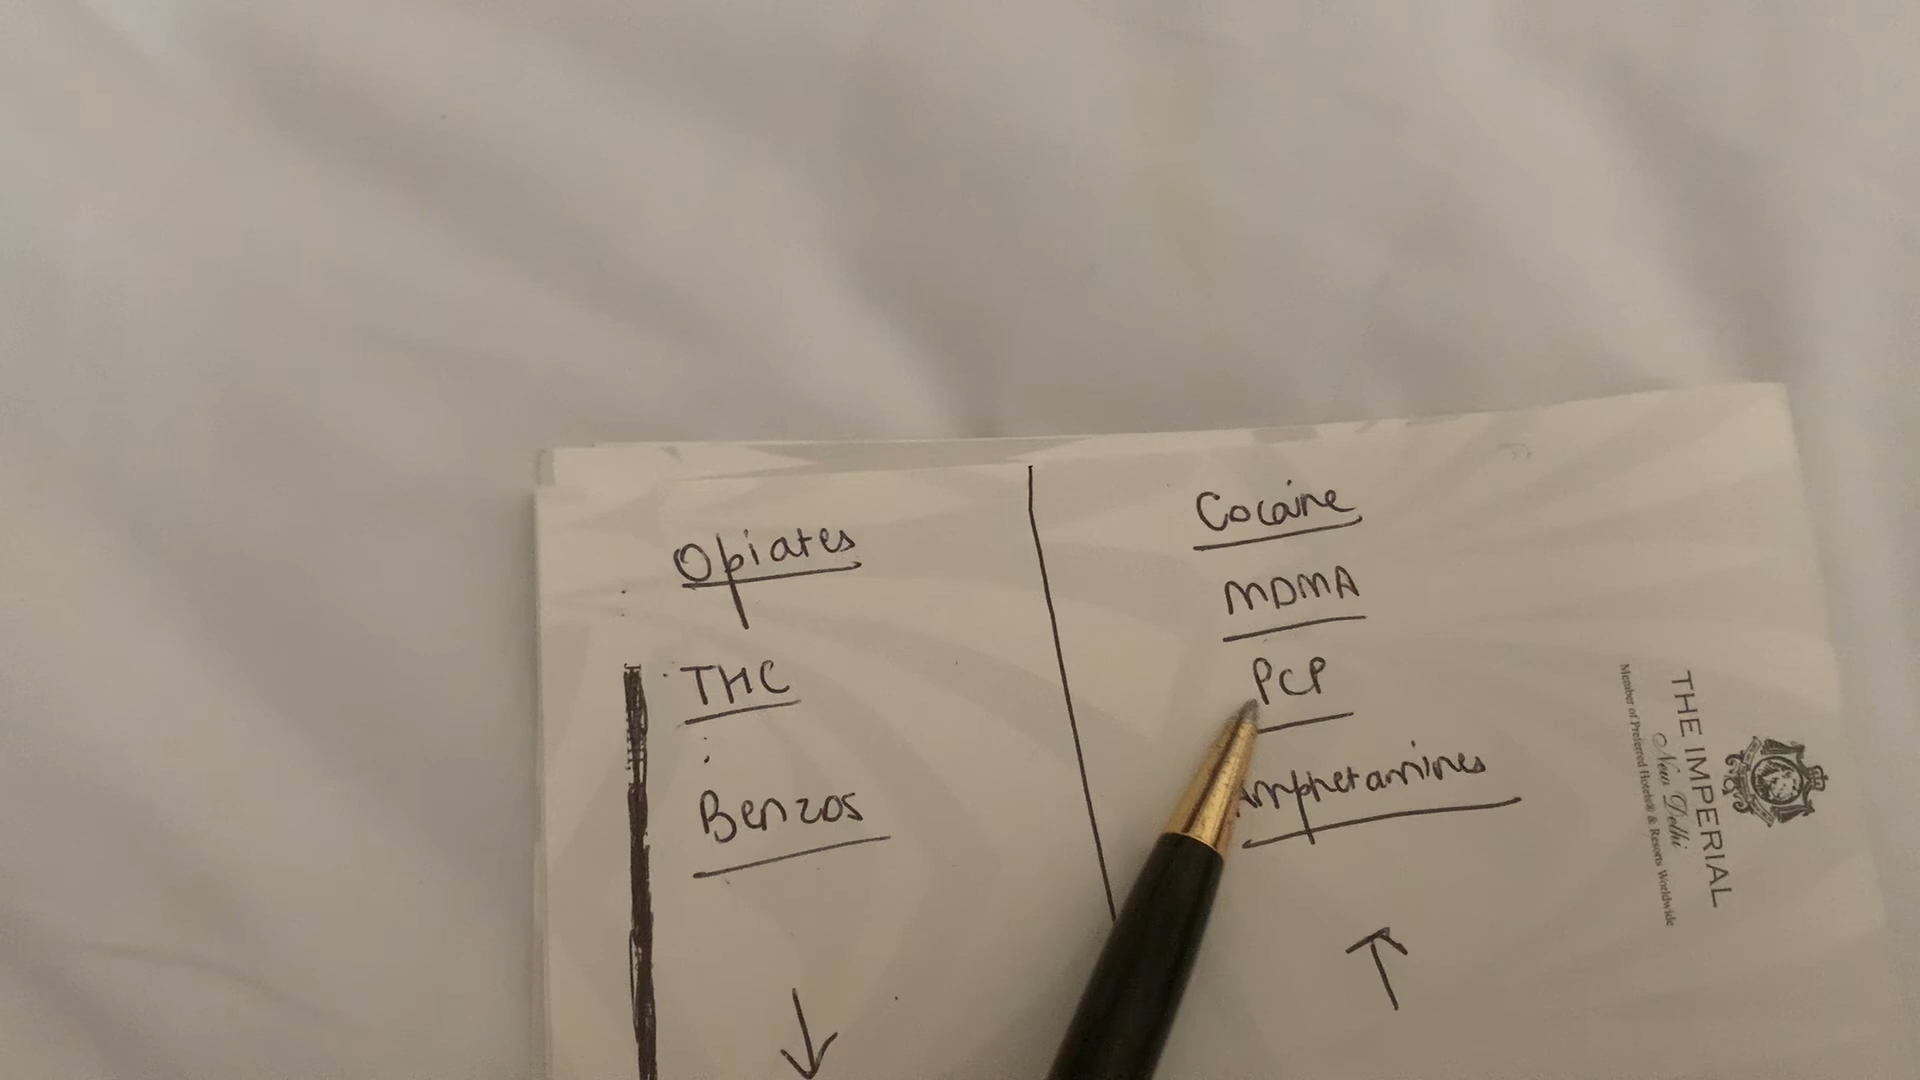 Opiates
THC
Benzos
Cocaine
MDMA
PCP
Amphetamines
THE IMPERIAL
New Delhi
Member of Preferred Hotels® & Resorts Worldwide